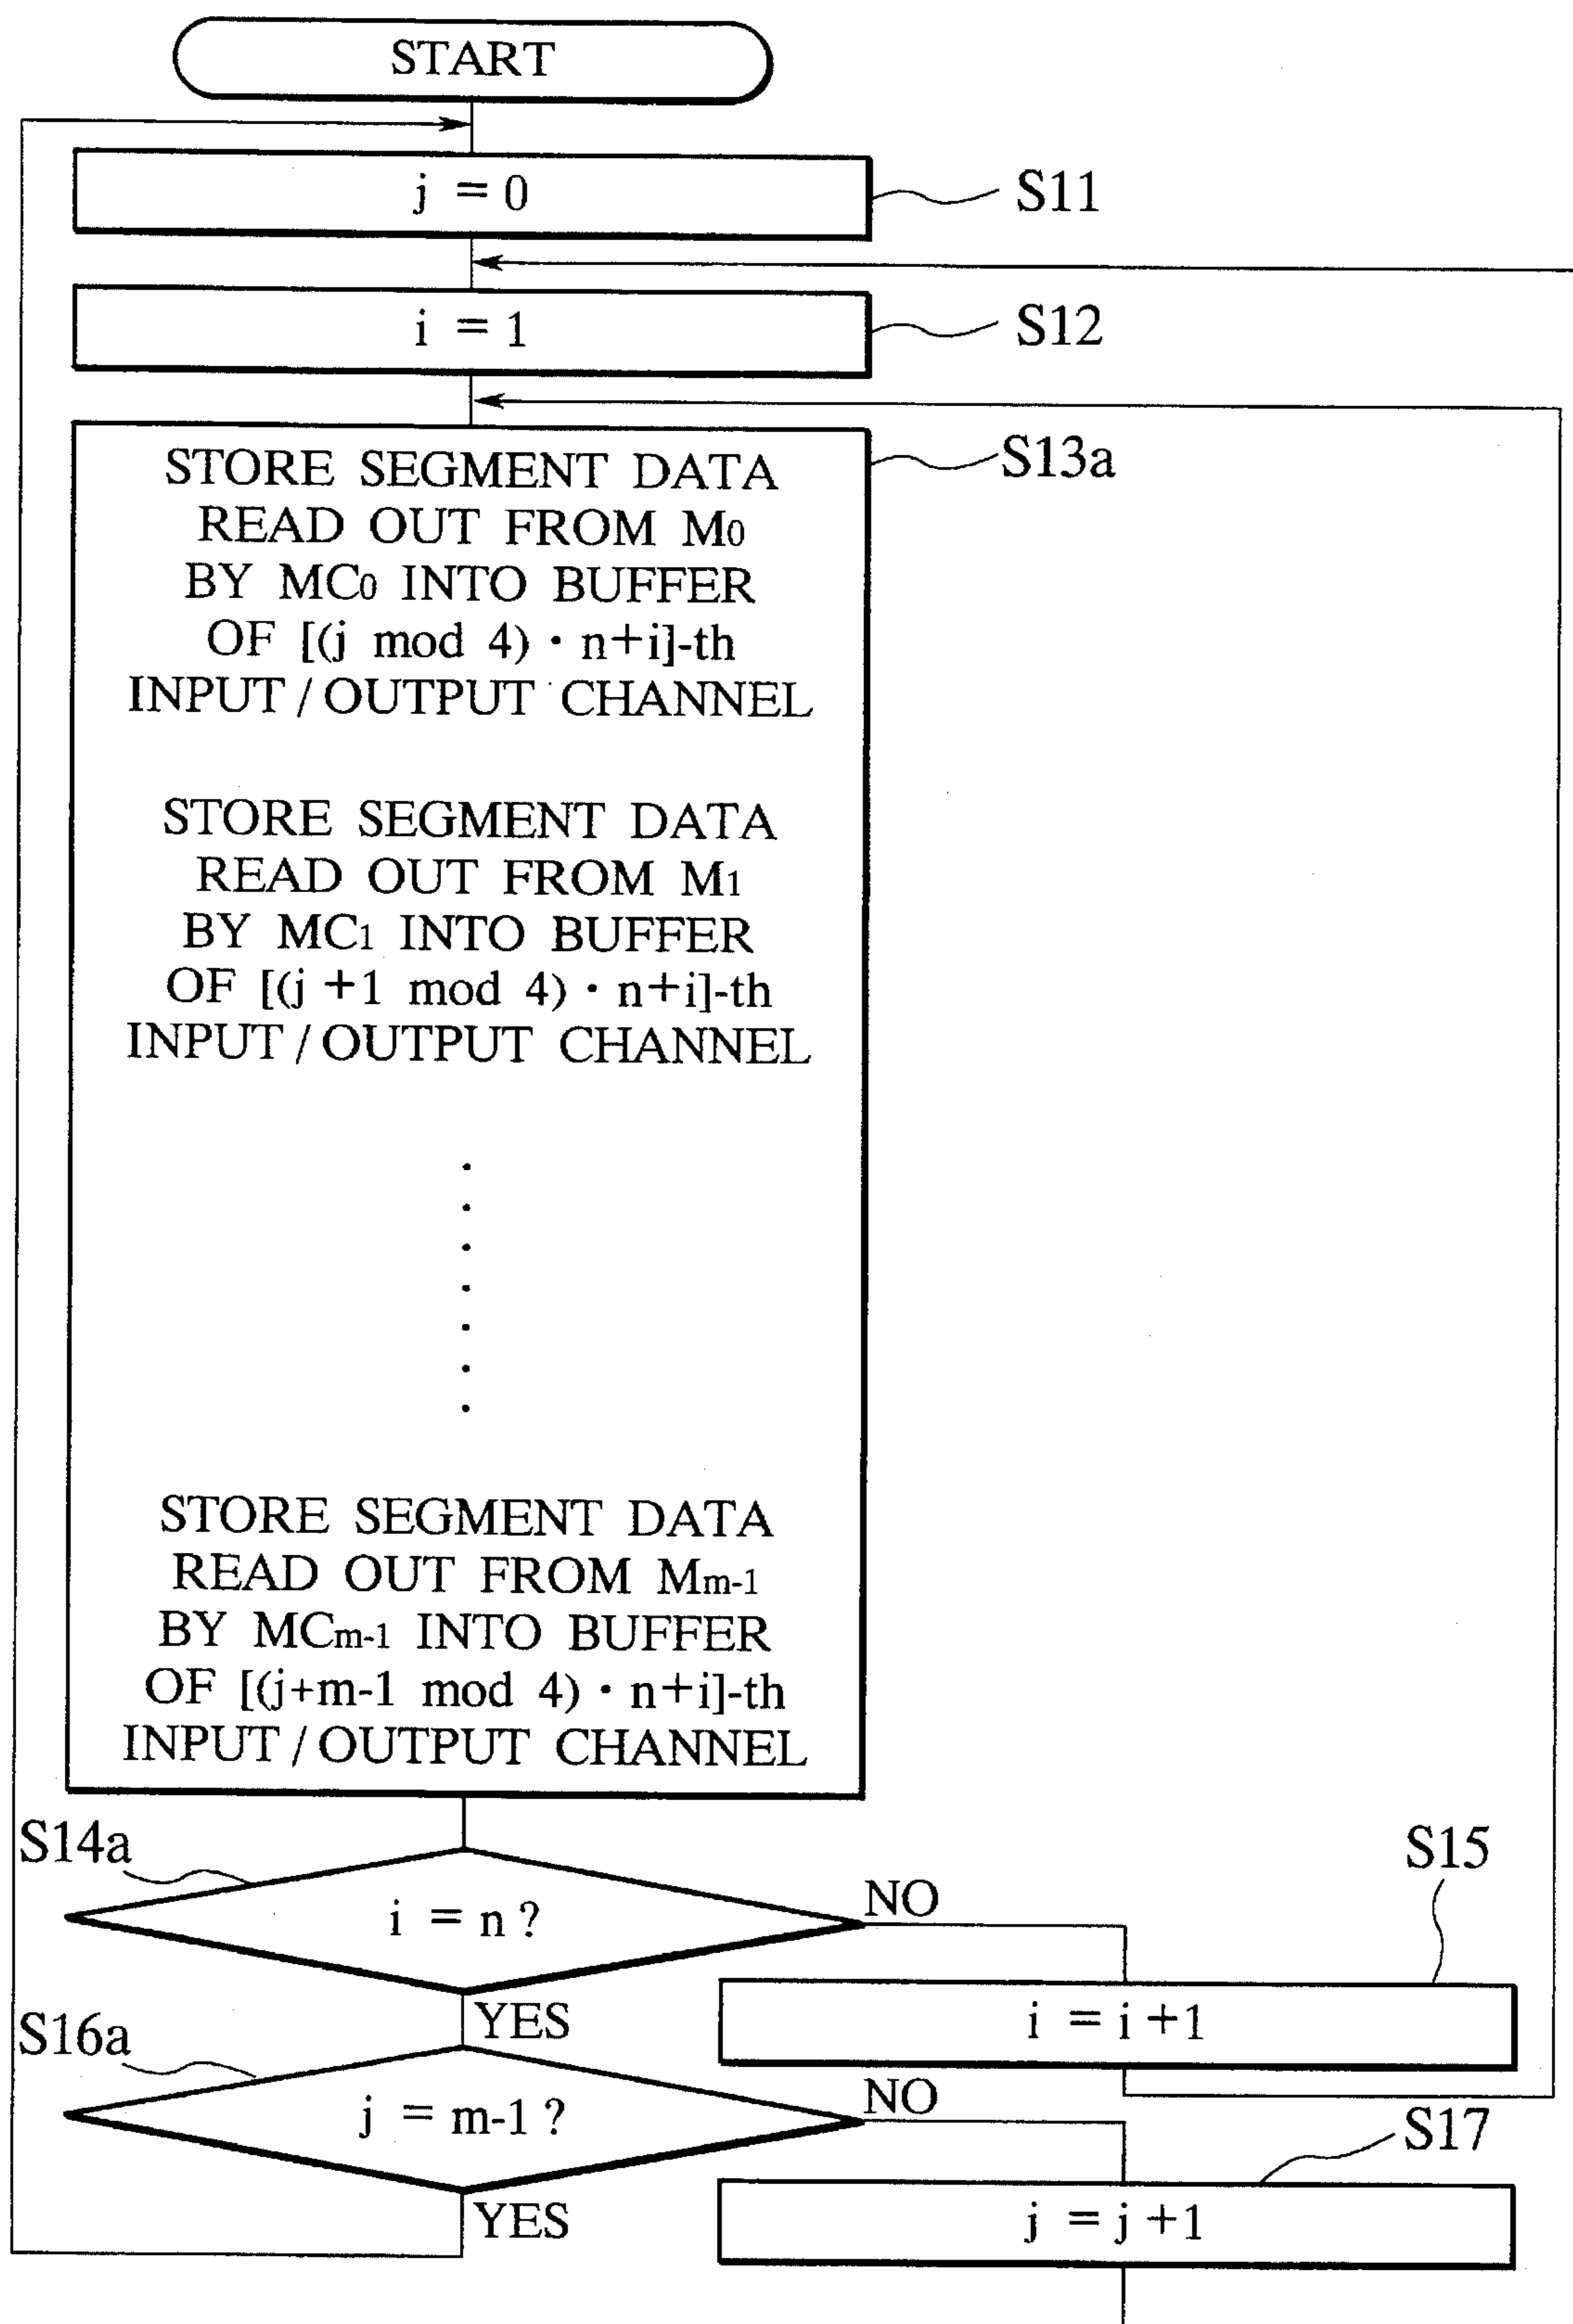 START
j = 0
S11
i = 1
S12
S13a
STORE SEGMENT DATA
READ OUT FROM M0
BY MC0 INTO BUFFER
OF [(j mod 4) · n+i]-th
INPUT / OUTPUT CHANNEL
STORE SEGMENT DATA
READ OUT FROM M1
BY MC1 INTO BUFFER
OF [(j +1 mod 4) · n+i]-th
INPUT / OUTPUT CHANNEL
STORE SEGMENT DATA
READ OUT FROM Mm-1
BY MCm-1 INTO BUFFER
OF [(j+m-1 mod 4) · n+i]-th
INPUT / OUTPUT CHANNEL
S14a
i = n ?
NO
S15
YES
i = i +1
S16a
j = m-1 ?
NO
S17
YES
j = j +1